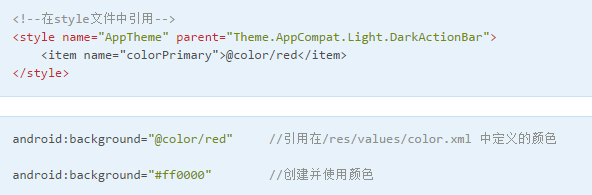 <!--在style文件中引用-->
<style name="AppTheme" parent="Theme.AppCompat.Light.DarkActionBar">
    <item name="colorPrimary">@color/red</item>
</style>
android:background="@color/red"     //引用在/res/values/color.xml 中定义的颜色
android:background="#ff0000"        //创建并使用颜色